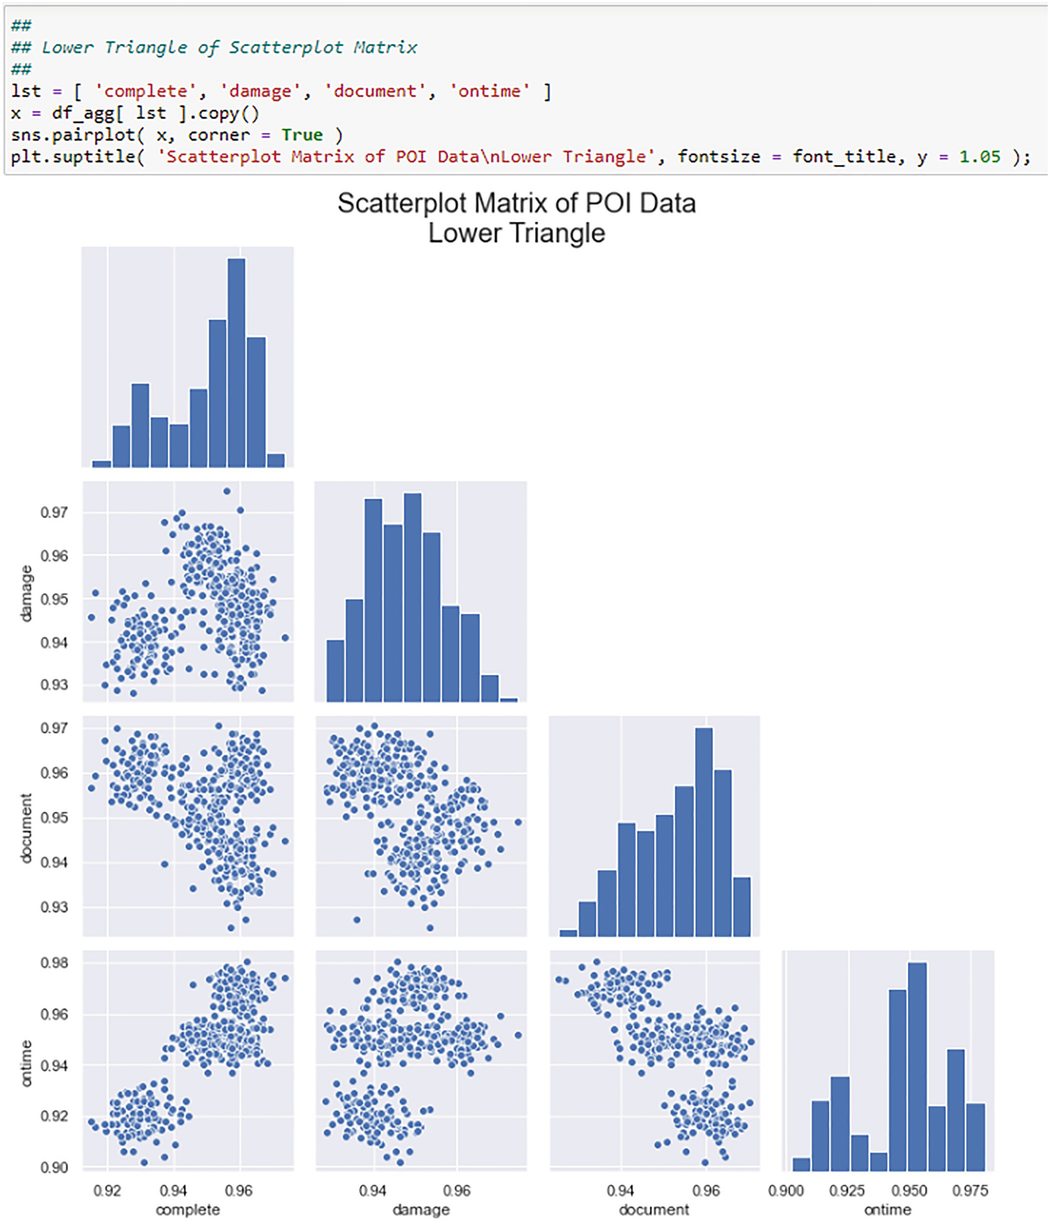 ##
## Lower Triangle of Scatterplot Matrix
##
lst = [ 'complete', 'damage', 'document', 'ontime' ]
x = df_agg[ lst ].copy()
sns.pairplot( x, corner = True )
plt.suptitle( 'Scatterplot Matrix of POI Data\nLower Triangle', fontsize = font_title, y = 1.05 );
Scatterplot Matrix of POI Data
Lower Triangle
0.97
0.96
0.95
0.94
0.93
damage
0.97
0.96
0.95
0.94
0.93
document
0.98
0.96
0.94
0.92
0.90
ontime
0.92 0.94 0.96 0.94 0.96 0.94 0.96 0.900 0.925 0.950 0.975
complete damage document ontime